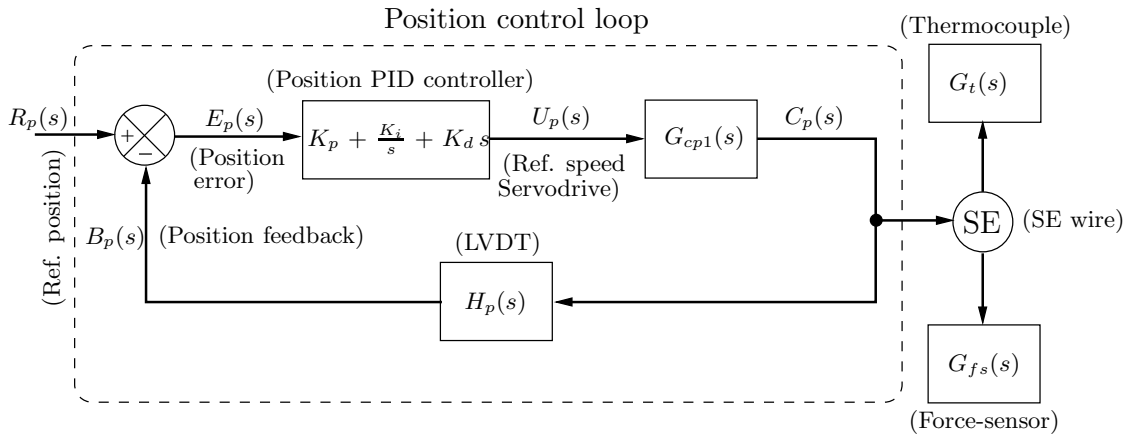 Position control loop
(Thermocouple)
G_t(s)
(Position PID controller)
R_p(s)
+
−
E_p(s)
K_p + K_i/s + K_d s
U_p(s)
G_cp1(s)
C_p(s)
(Position
error)
(Ref. speed
Servodrive)
(Ref. position)
B_p(s)
(Position feedback)
SE
(SE wire)
(LVDT)
H_p(s)
G_fs(s)
(Force-sensor)